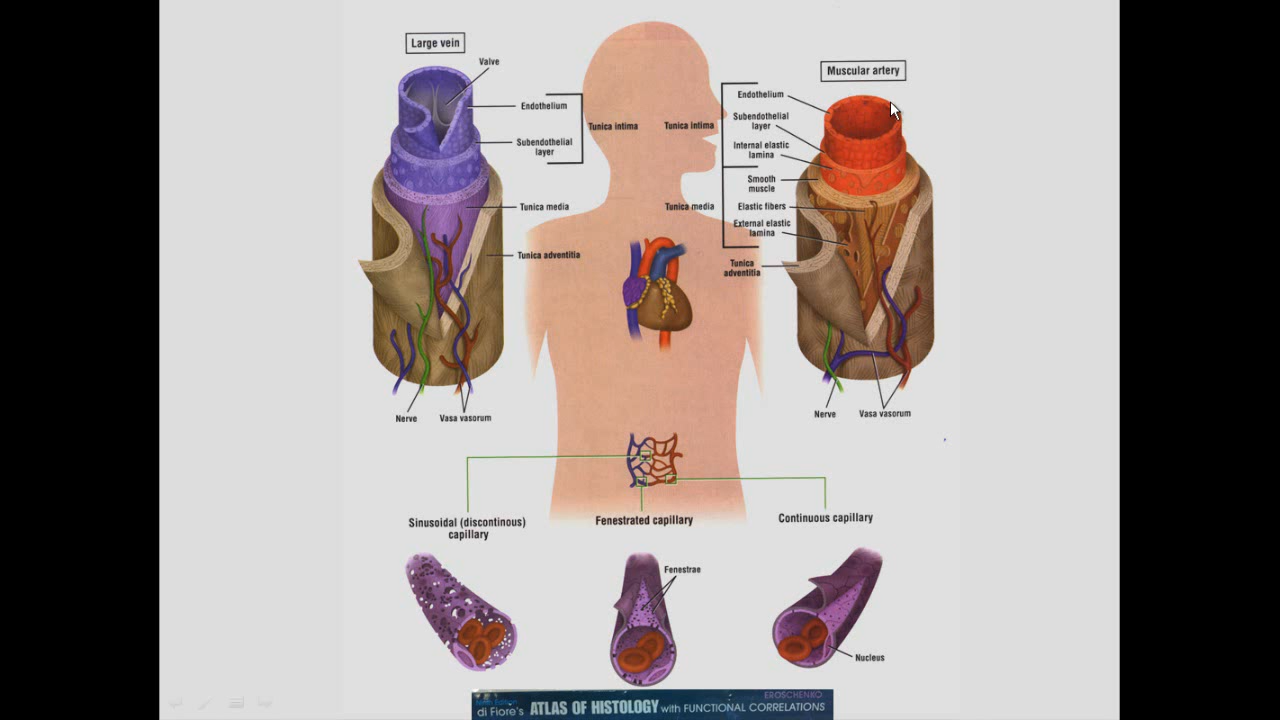 Large vein
Valve
Endothelium
Subendothelial
layer
Tunica intima
Tunica media
Tunica adventitia
Nerve
Vasa vasorum
Muscular artery
Endothelium
Subendothelial
layer
Internal elastic
lamina
Tunica intima
Smooth
muscle
Elastic fibers
External elastic
lamina
Tunica media
Tunica
adventitia
Nerve
Vasa vasorum
Sinusoidal (discontinous)
capillary
Fenestrated capillary
Continuous capillary
Fenestrae
Nucleus
EROSCHENKO
di Fiore's ATLAS OF HISTOLOGY with FUNCTIONAL CORRELATIONS